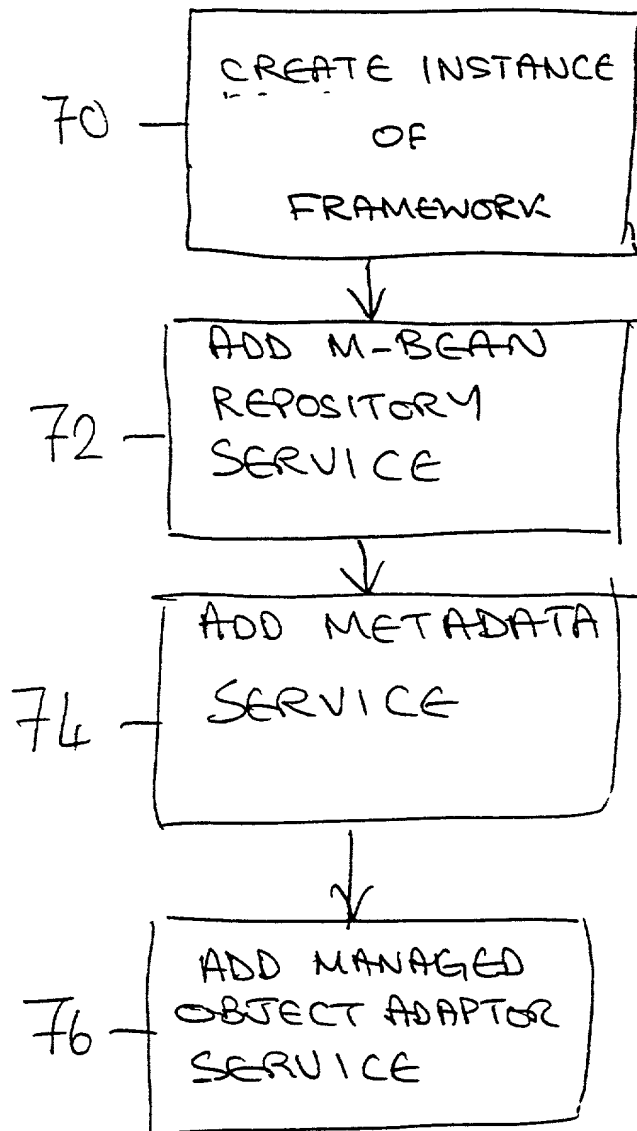 70
CREATE INSTANCE
OF
FRAMEWORK
72
ADD M-BEAN
REPOSITORY
SERVICE
74
ADD METADATA
SERVICE
76
ADD MANAGED
OBJECT ADAPTOR
SERVICE